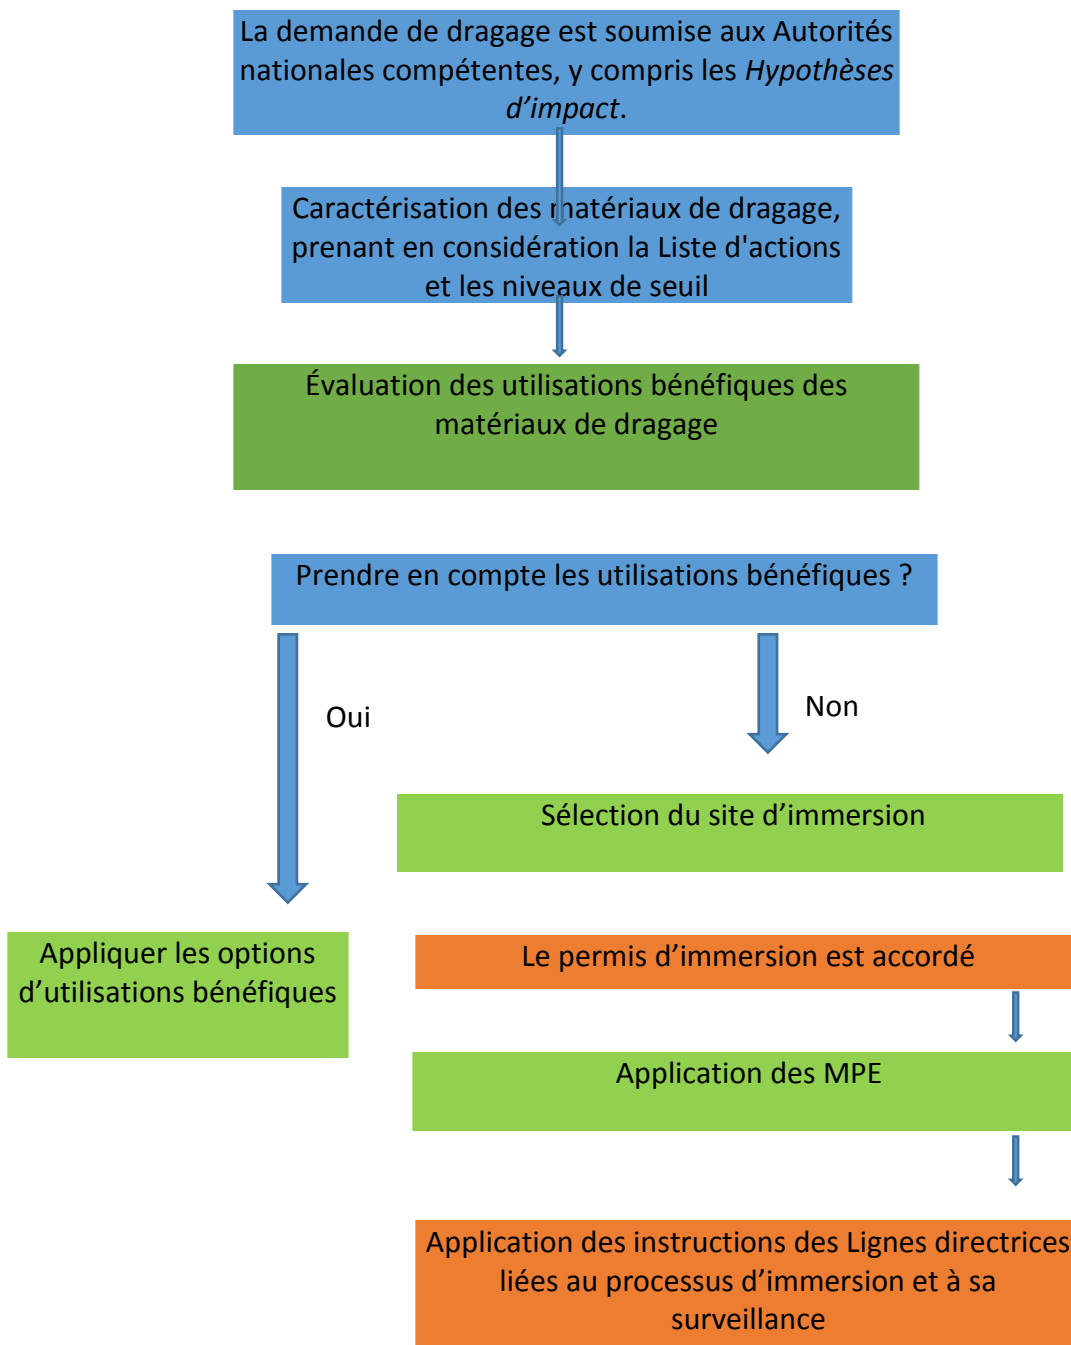 La demande de dragage est soumise aux Autorités
nationales compétentes, y compris les Hypothèses
d’impact.
Caractérisation des matériaux de dragage,
prenant en considération la Liste d'actions
et les niveaux de seuil
Évaluation des utilisations bénéfiques des
matériaux de dragage
Prendre en compte les utilisations bénéfiques ?
Oui
Non
Sélection du site d’immersion
Appliquer les options
d’utilisations bénéfiques
Le permis d’immersion est accordé
Application des MPE
Application des instructions des Lignes directrices
liées au processus d’immersion et à sa
surveillance